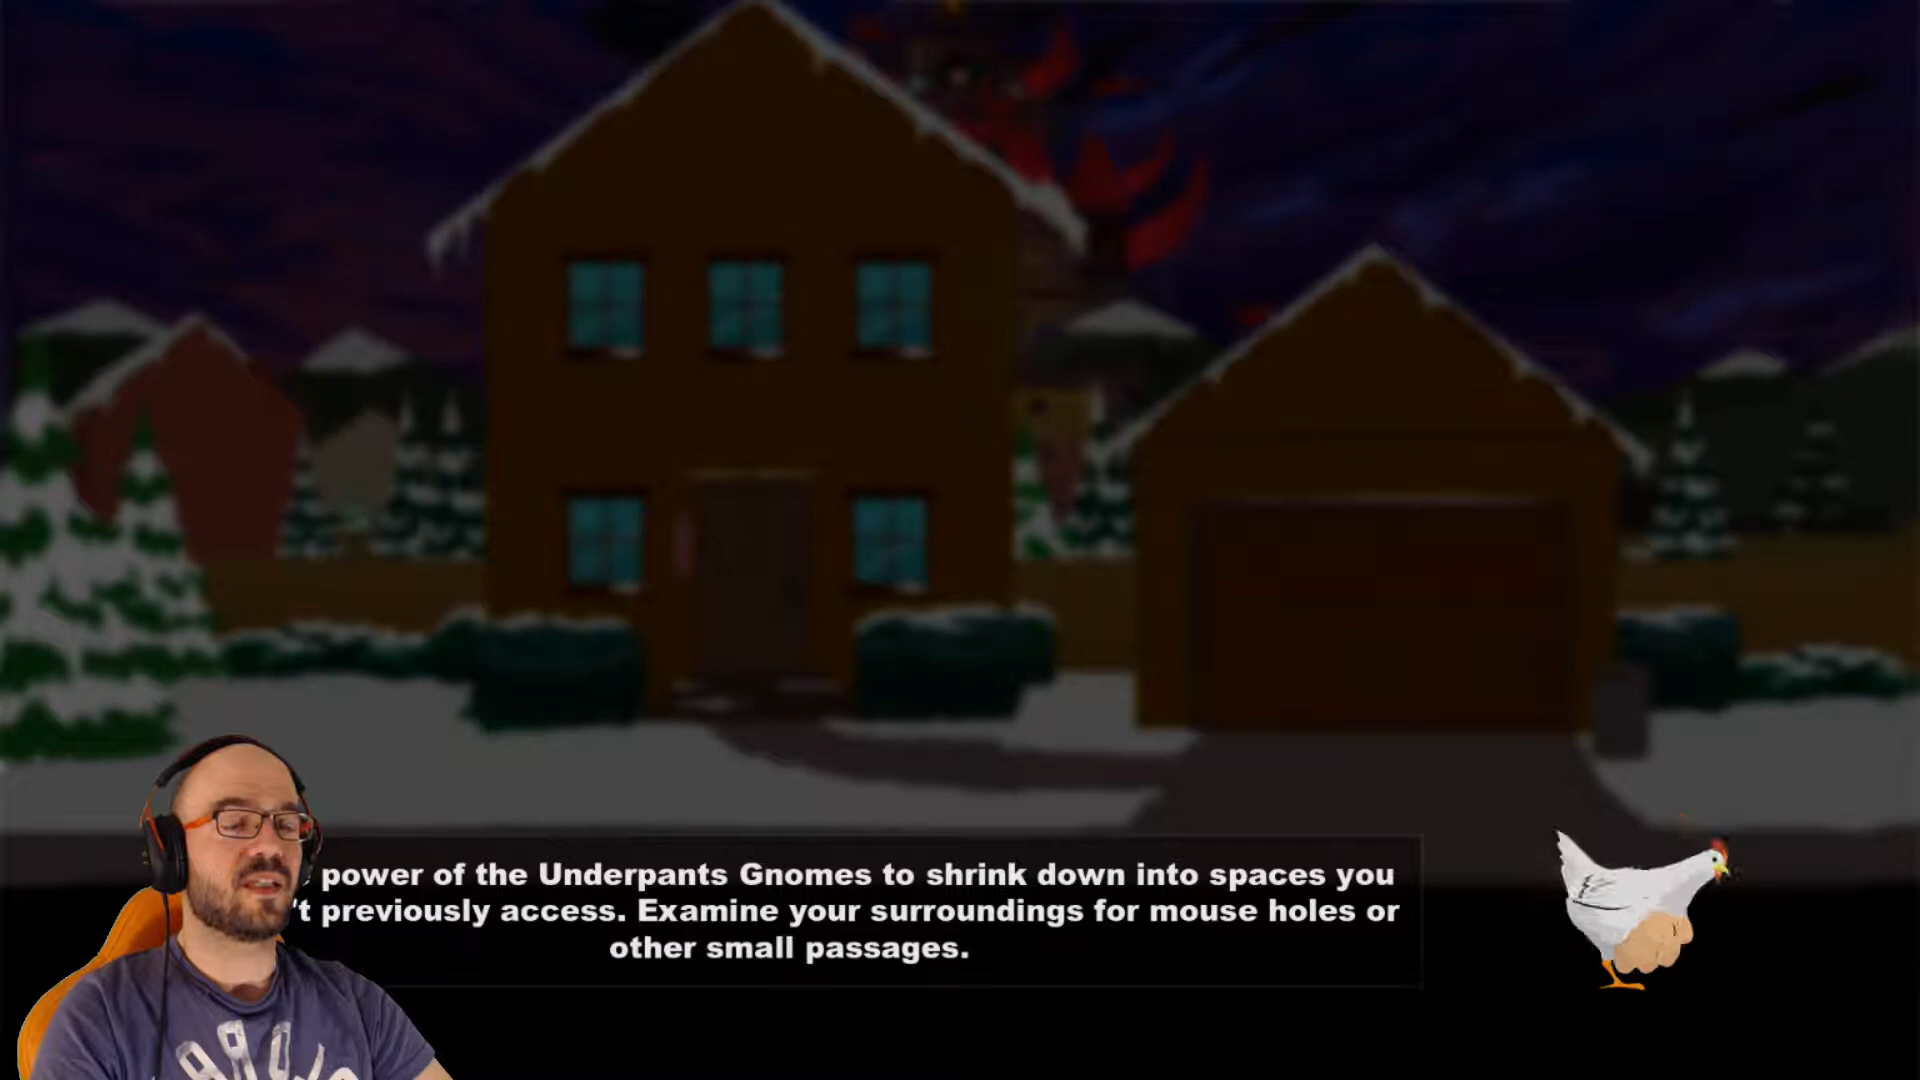 power of the Underpants Gnomes to shrink down into spaces you
't previously access. Examine your surroundings for mouse holes or
other small passages.